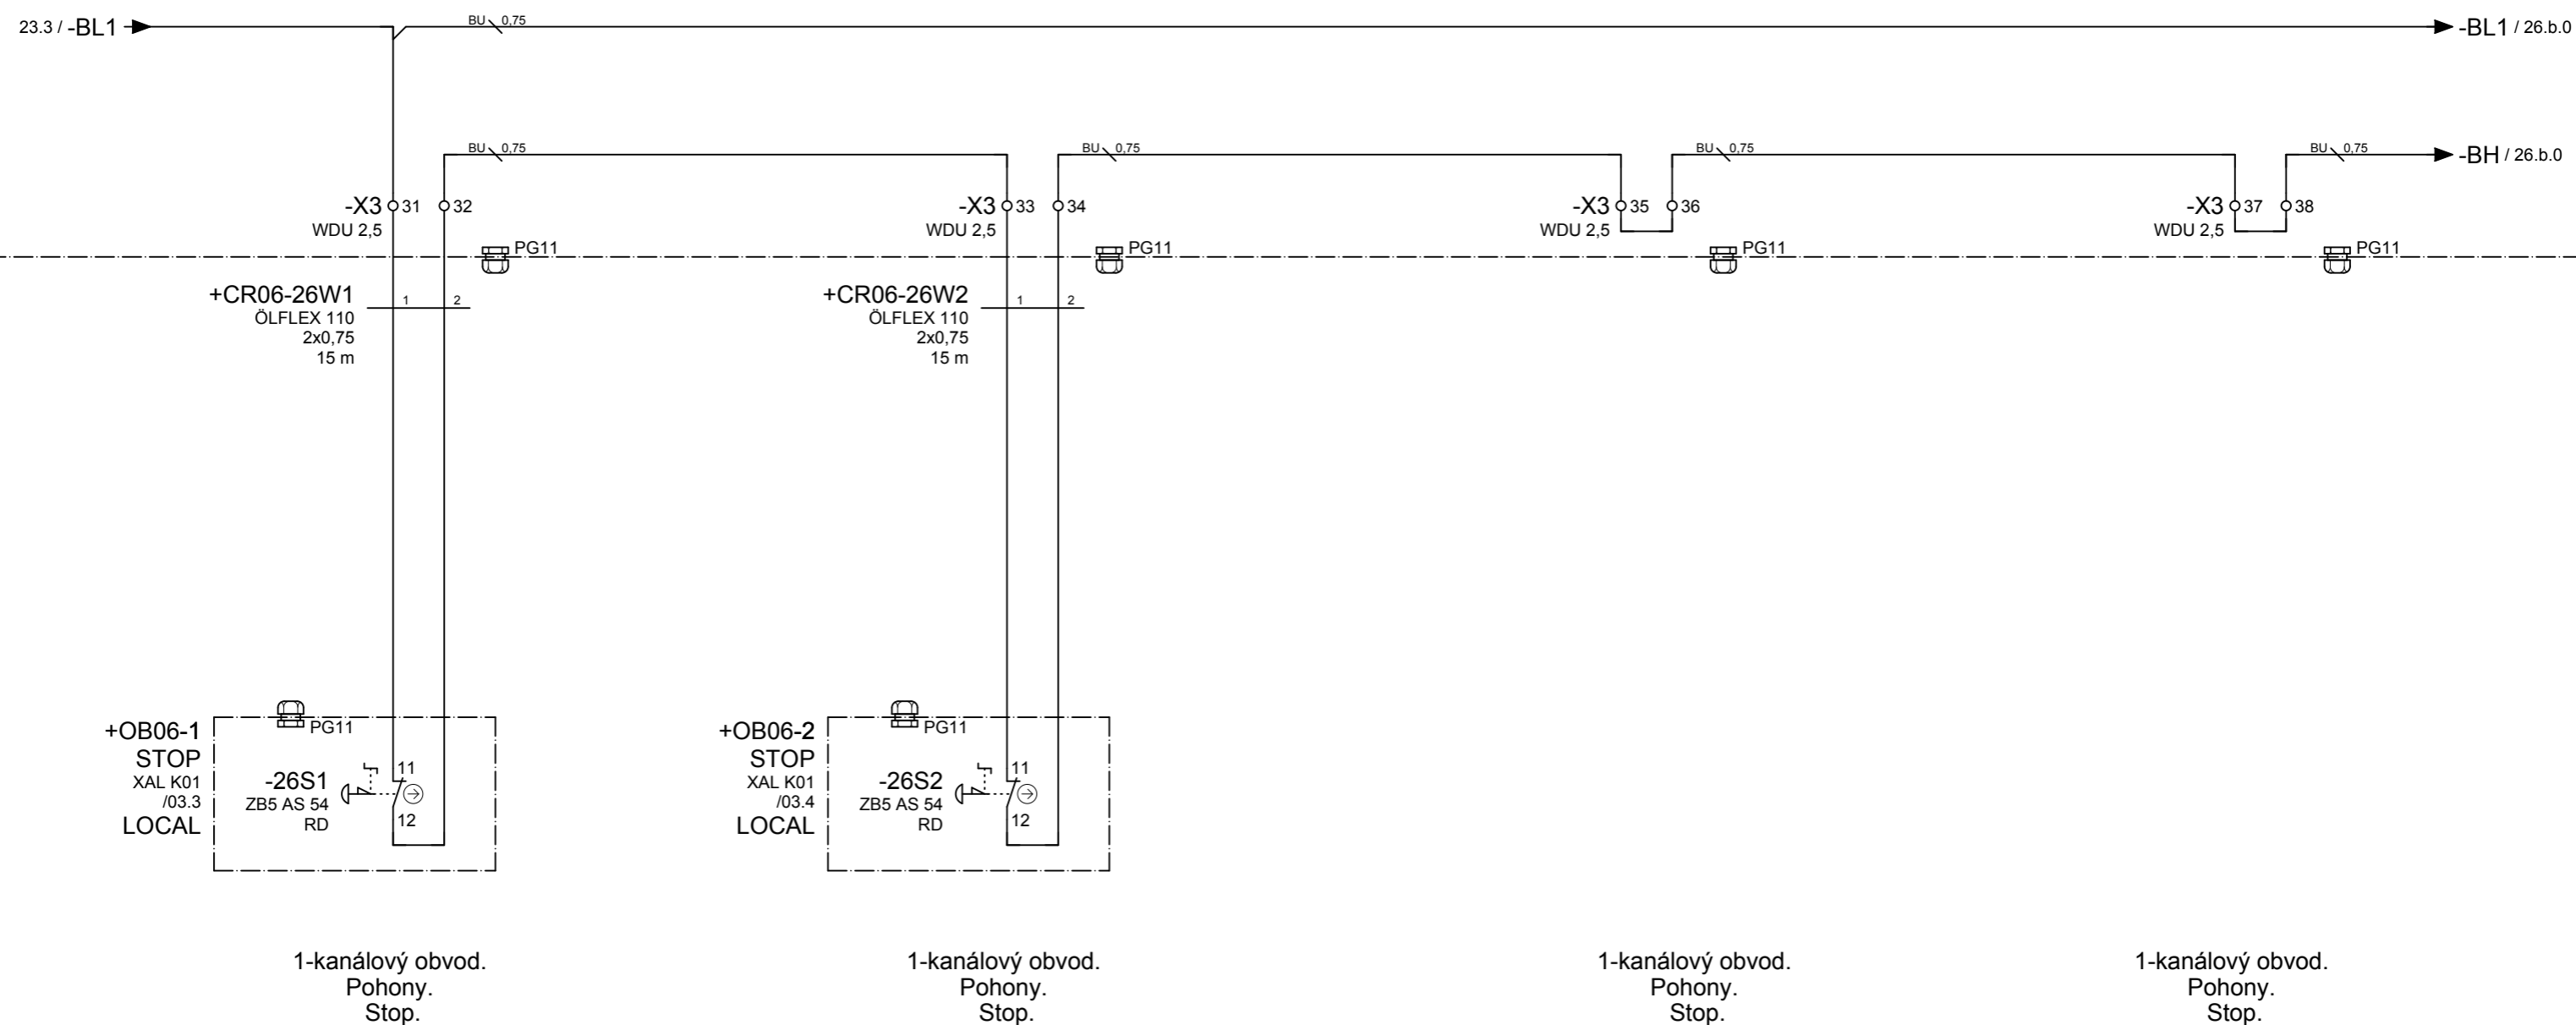 23.3 / -BL1
BU 0,75
-BL1 / 26.b.0
BU 0,75
BU 0,75
BU 0,75
BU 0,75
-BH / 26.b.0
-X3 31 32
WDU 2,5
-X3 33 34
WDU 2,5
-X3 35 36
WDU 2,5
-X3 37 38
WDU 2,5
PG11
PG11
PG11
PG11
+CR06-26W1
ÖLFLEX 110
2x0,75
15 m
1 2
+CR06-26W2
ÖLFLEX 110
2x0,75
15 m
1 2
+OB06-1
STOP
XAL K01
/03.3
LOCAL
PG11
-26S1
ZB5 AS 54
RD
11
12
+OB06-2
STOP
XAL K01
/03.4
LOCAL
PG11
-26S2
ZB5 AS 54
RD
11
12
1-kanálový obvod.
Pohony.
Stop.
1-kanálový obvod.
Pohony.
Stop.
1-kanálový obvod.
Pohony.
Stop.
1-kanálový obvod.
Pohony.
Stop.